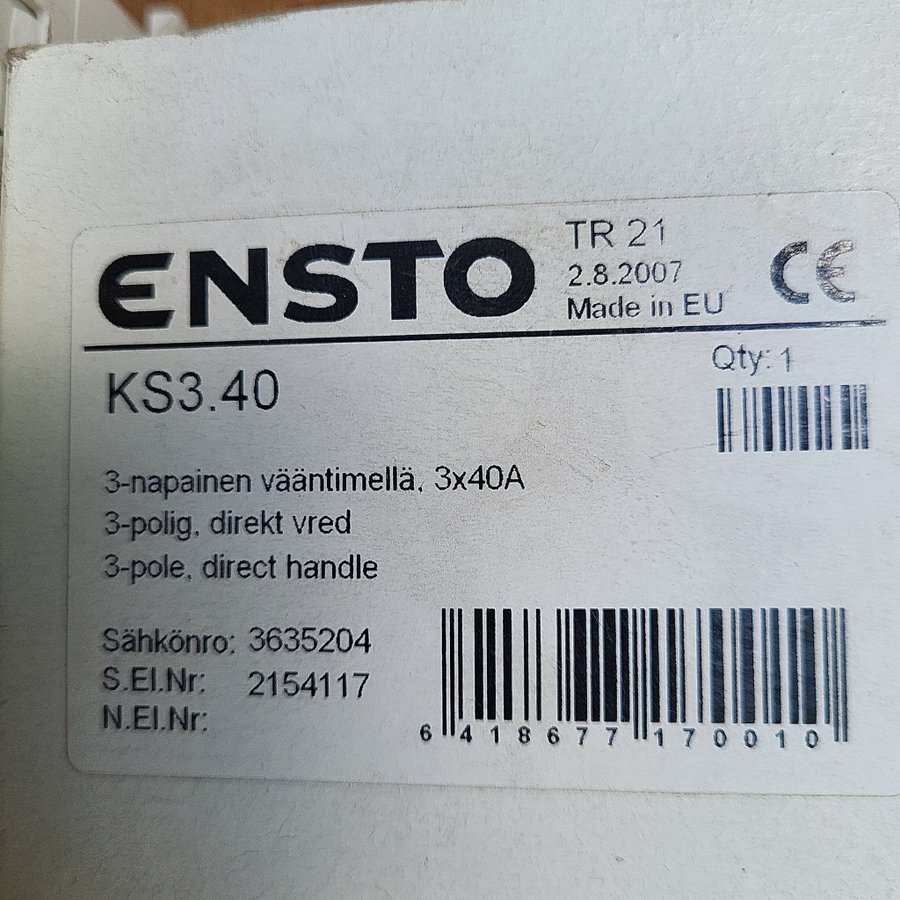 ENSTO
TR 21
2.8.2007
Made in EU
CE
KS3.40
Qty: 1
3-napainen vääntimellä, 3x40A
3-polig, direkt vred
3-pole, direct handle
Sähkönro: 3635204
S.El.Nr: 2154117
N.El.Nr:
6 418677 170010